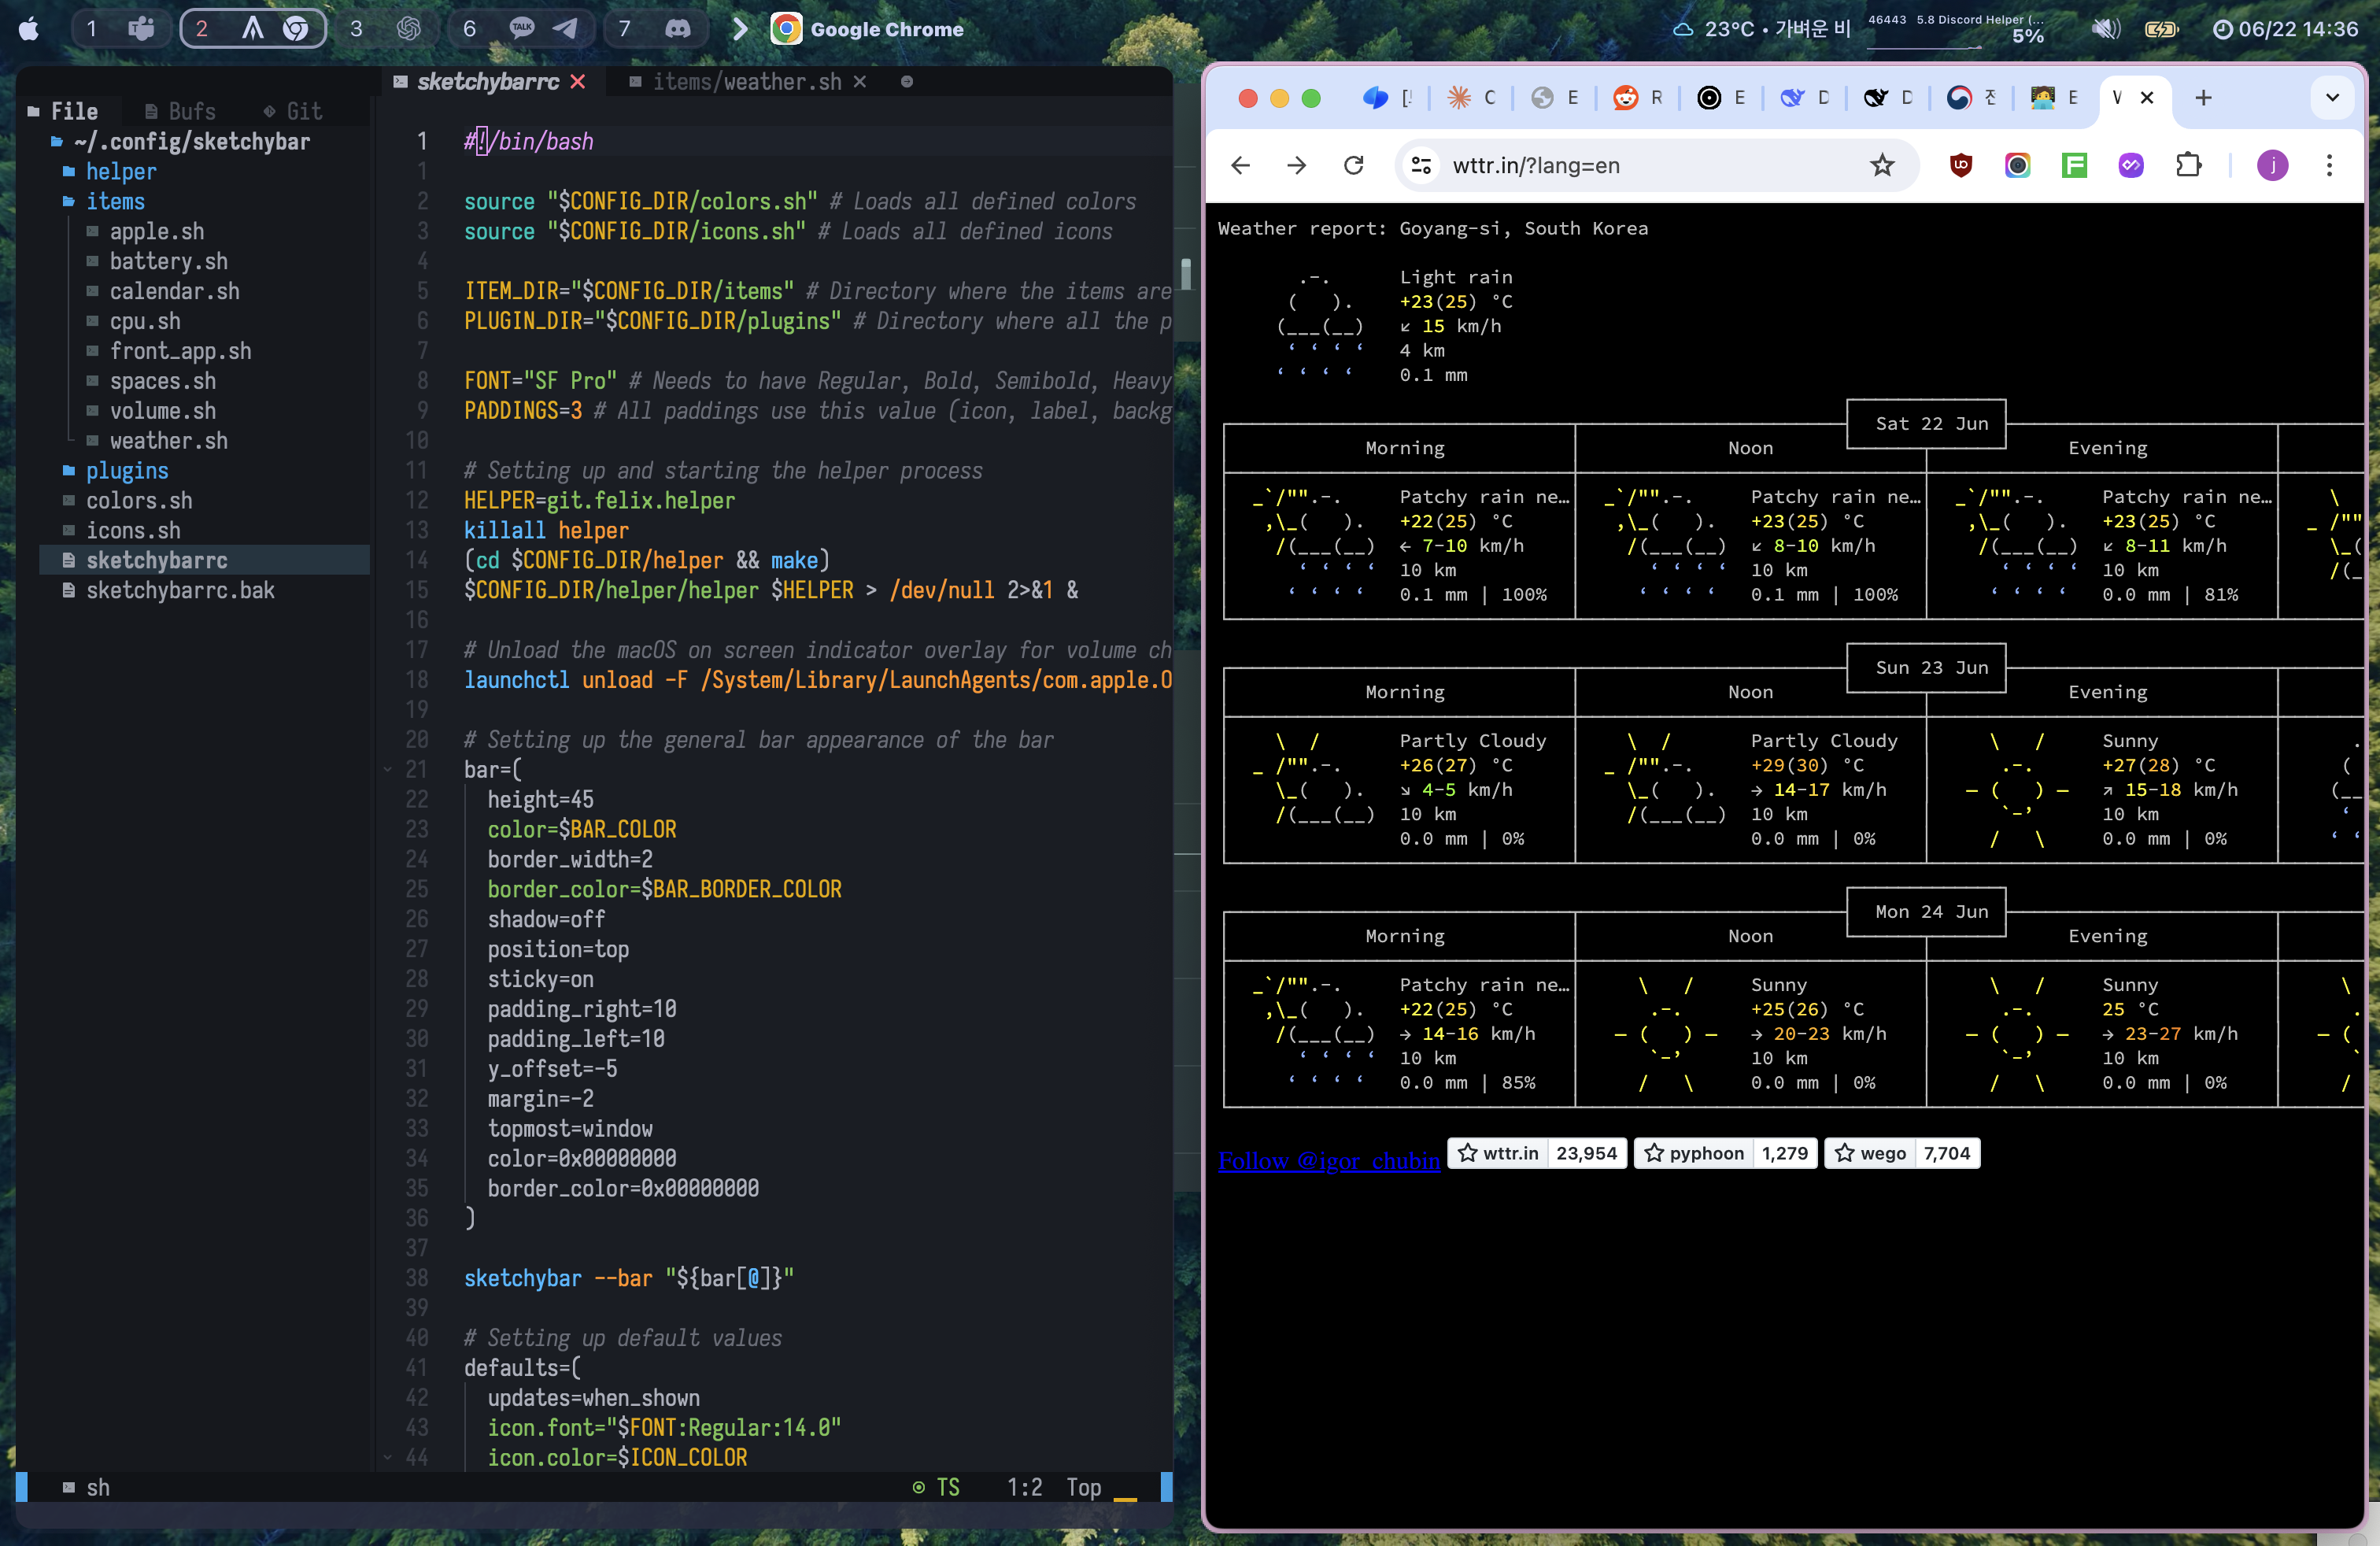 1 2 3 6 TALK 7 Google Chrome 23°C • 가벼운 비 46443 5.8 Discord Helper (... 5% 06/22 14:36
File Bufs Git
~/.config/sketchybar
helper
items
apple.sh
battery.sh
calendar.sh
cpu.sh
front_app.sh
spaces.sh
volume.sh
weather.sh
plugins
colors.sh
icons.sh
sketchybarrc
sketchybarrc.bak
sketchybarrc items/weather.sh
1 #!/bin/bash
1
2 source "$CONFIG_DIR/colors.sh" # Loads all defined colors
3 source "$CONFIG_DIR/icons.sh" # Loads all defined icons
4
5 ITEM_DIR="$CONFIG_DIR/items" # Directory where the items are
6 PLUGIN_DIR="$CONFIG_DIR/plugins" # Directory where all the p
7
8 FONT="SF Pro" # Needs to have Regular, Bold, Semibold, Heavy
9 PADDINGS=3 # All paddings use this value (icon, label, backg
10
11 # Setting up and starting the helper process
12 HELPER=git.felix.helper
13 killall helper
14 (cd $CONFIG_DIR/helper && make)
15 $CONFIG_DIR/helper/helper $HELPER > /dev/null 2>&1 &
16
17 # Unload the macOS on screen indicator overlay for volume ch
18 launchctl unload -F /System/Library/LaunchAgents/com.apple.O
19
20 # Setting up the general bar appearance of the bar
21 bar=(
22 height=45
23 color=$BAR_COLOR
24 border_width=2
25 border_color=$BAR_BORDER_COLOR
26 shadow=off
27 position=top
28 sticky=on
29 padding_right=10
30 padding_left=10
31 y_offset=-5
32 margin=-2
33 topmost=window
34 color=0x00000000
35 border_color=0x00000000
36 )
37
38 sketchybar --bar "${bar[@]}"
39
40 # Setting up default values
41 defaults=(
42 updates=when_shown
43 icon.font="$FONT:Regular:14.0"
44 icon.color=$ICON_COLOR
sh TS 1:2 Top
[ C E R E D D 진 E W
wttr.in/?lang=en j
Weather report: Goyang-si, South Korea
Light rain
+23(25) °C
↙ 15 km/h
4 km
0.1 mm
Sat 22 Jun
Morning Noon Evening
Patchy rain ne… Patchy rain ne… Patchy rain ne…
+22(25) °C +23(25) °C +23(25) °C
← 7-10 km/h ↙ 8-10 km/h ↙ 8-11 km/h
10 km 10 km 10 km
0.1 mm | 100% 0.1 mm | 100% 0.0 mm | 81%
Sun 23 Jun
Morning Noon Evening
Partly Cloudy Partly Cloudy Sunny
+26(27) °C +29(30) °C +27(28) °C
↘ 4-5 km/h → 14-17 km/h ↗ 15-18 km/h
10 km 10 km 10 km
0.0 mm | 0% 0.0 mm | 0% 0.0 mm | 0%
Mon 24 Jun
Morning Noon Evening
Patchy rain ne… Sunny Sunny
+22(25) °C +25(26) °C 25 °C
→ 14-16 km/h → 20-23 km/h → 23-27 km/h
10 km 10 km 10 km
0.0 mm | 85% 0.0 mm | 0% 0.0 mm | 0%
Follow @igor_chubin wttr.in 23,954 pyphoon 1,279 wego 7,704